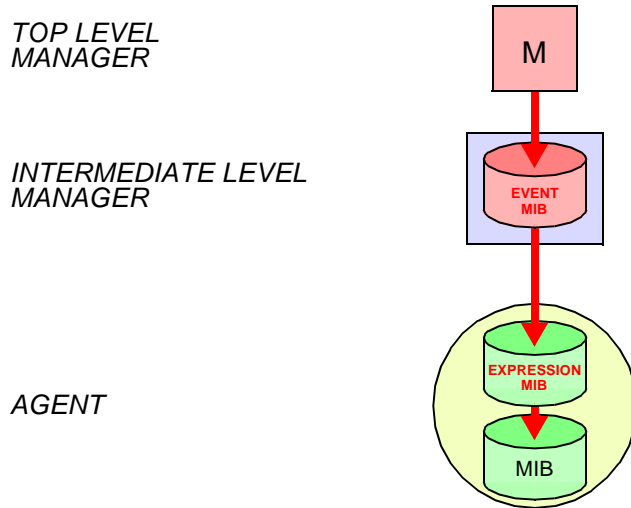 TOP LEVEL
MANAGER
M
INTERMEDIATE LEVEL
MANAGER
EVENT
MIB
EXPRESSION
MIB
AGENT
MIB